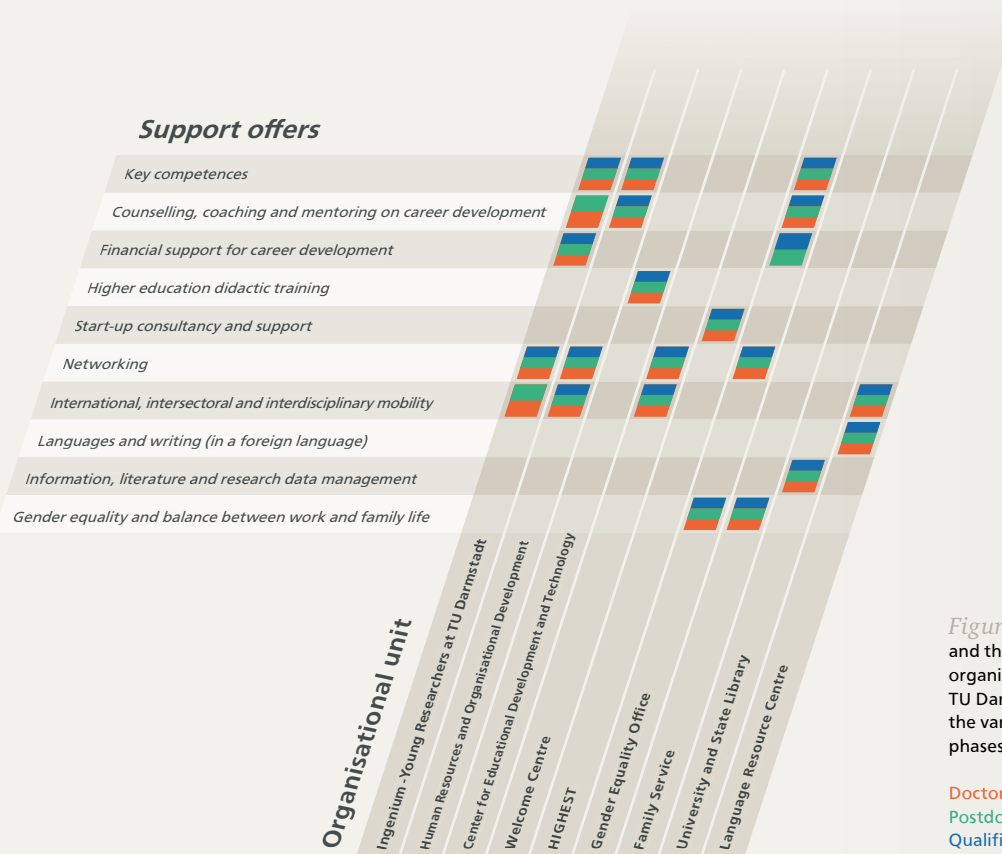 Support offers
Key competences
Counselling, coaching and mentoring on career development
Financial support for career development
Higher education didactic training
Start-up consultancy and support
Networking
International, intersectoral and interdisciplinary mobility
Languages and writing (in a foreign language)
Information, literature and research data management
Gender equality and balance between work and family life
Organisational unit
Ingenium -Young Researchers at TU Darmstadt
Human Resources and Organisational Development
Center for Educational Development and Technology
Welcome Centre
HIGHEST
Gender Equality Office
Family Service
University and State Library
Language Resource Centre
and th
organi
TU Dar
the var
phases
Doctor
Postdo
Qualifi